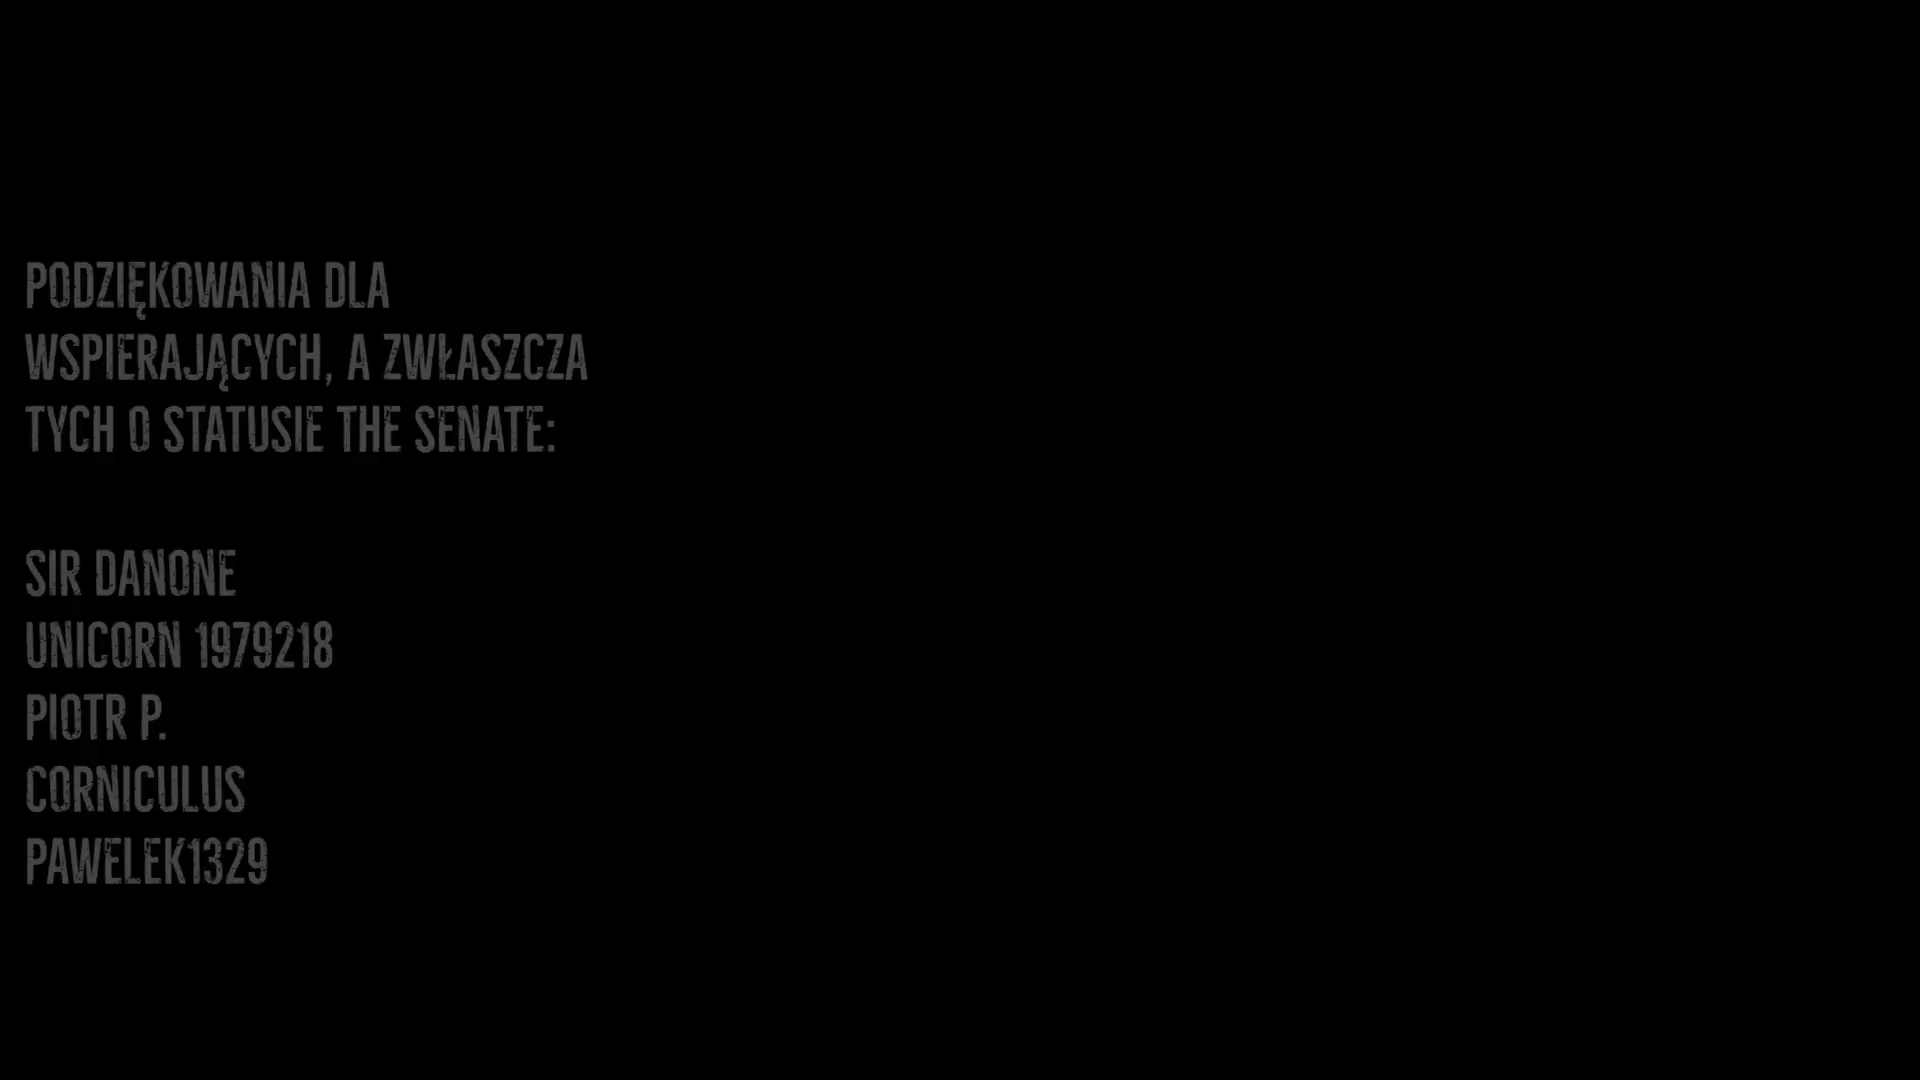 PODZIĘKOWANIA DLA
WSPIERAJĄCYCH, A ZWŁASZCZA
TYCH O STATUSIE THE SENATE:
SIR DANONE
UNICORN 1979218
PIOTR P.
CORNICULUS
PAWELEK1329